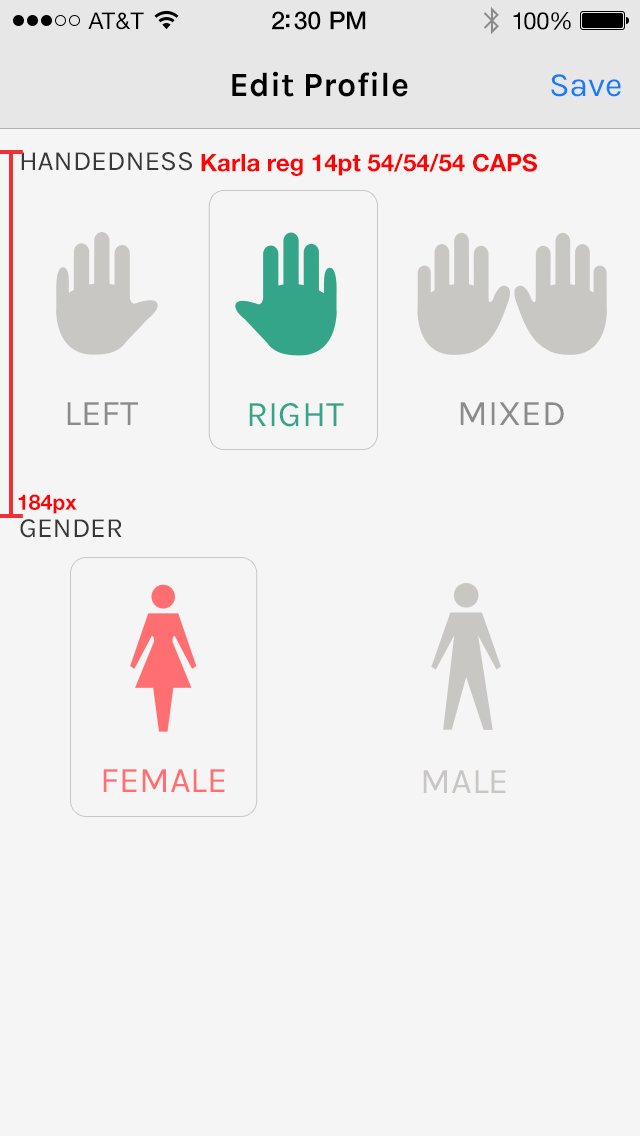 AT&T 2:30 PM 100%
Edit Profile Save
HANDEDNESS Karla reg 14pt 54/54/54 CAPS
LEFT RIGHT MIXED
184px
GENDER
FEMALE MALE